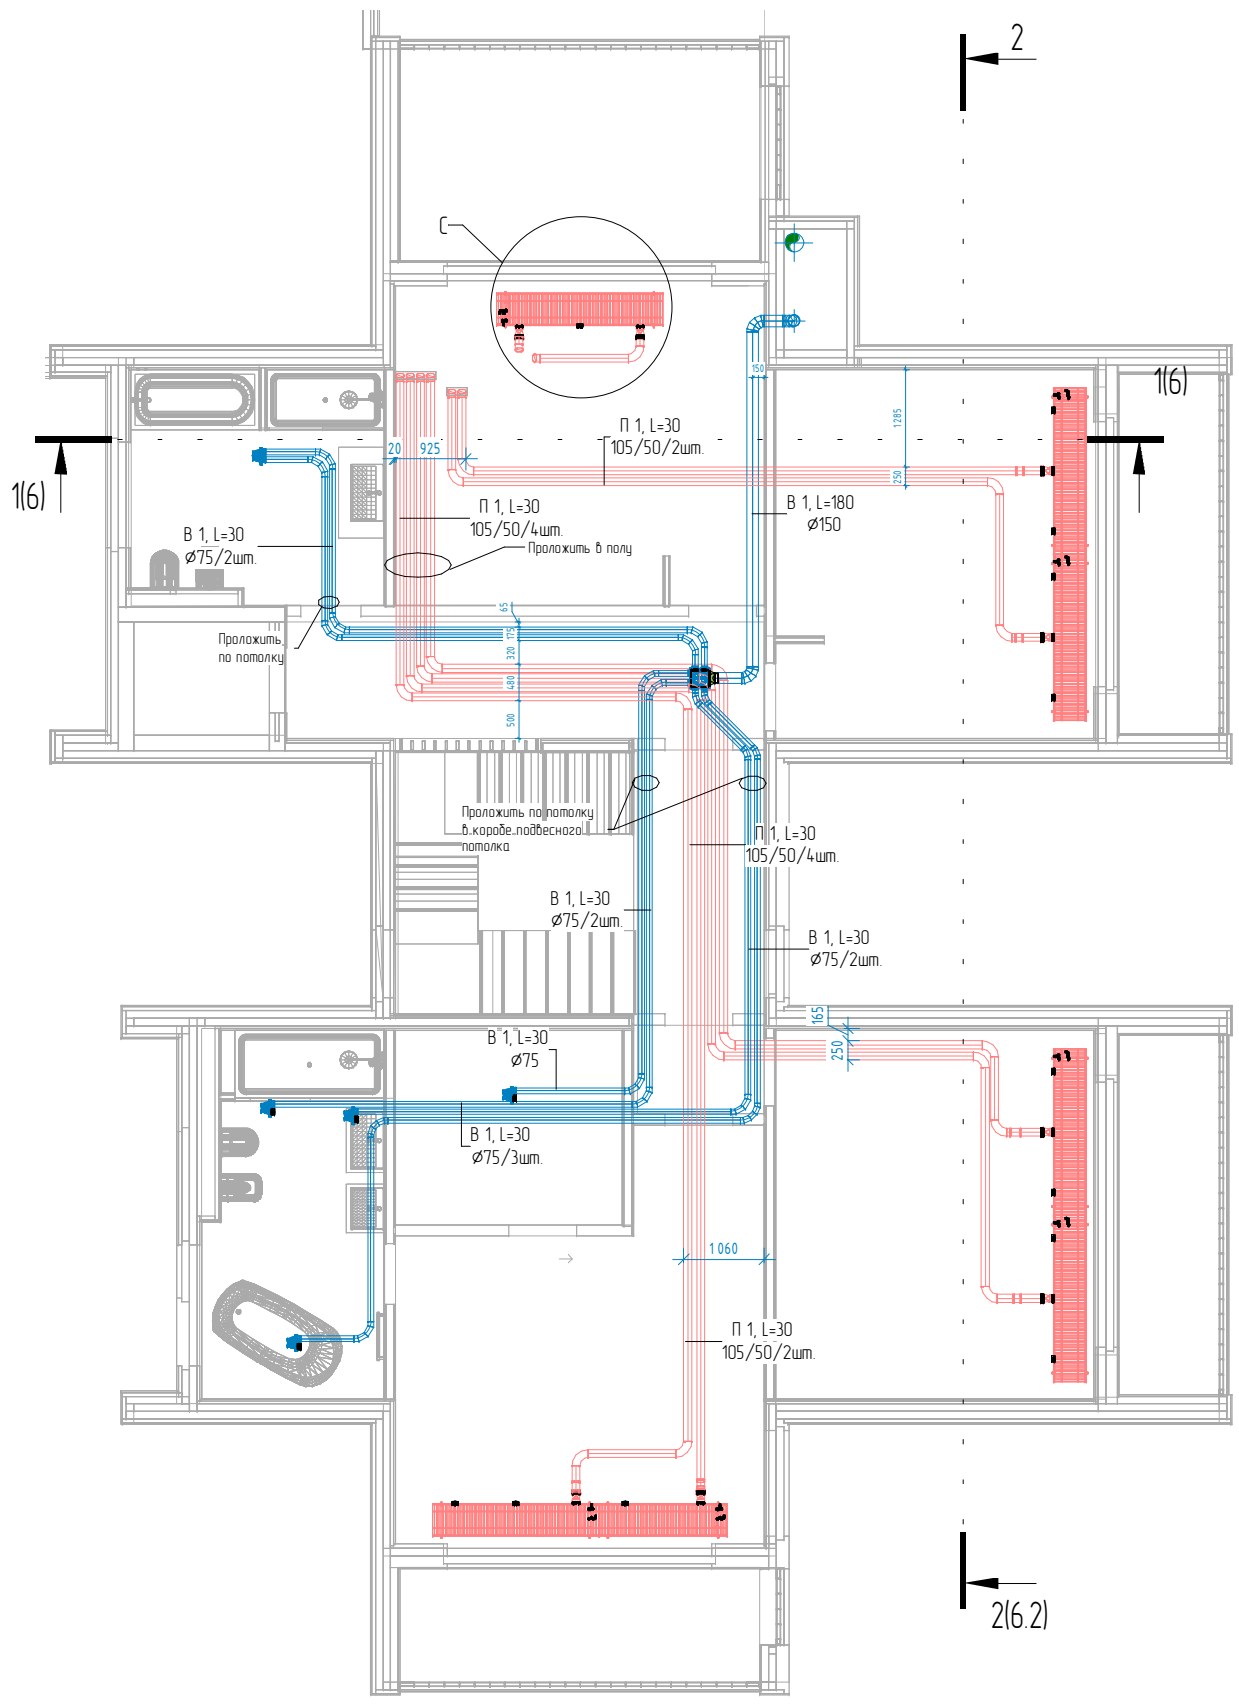 2
С
1(6)
1(6)
150
1285
П 1, L=30
105/50/2шт.
20
925
250
П 1, L=30
105/50/4шт.
Проложить в полу
В 1, L=180
Ø150
В 1, L=30
Ø75/2шт.
65
175
320
480
500
Проложить
по потолку
Проложить по потолку
в коробе подвесного
потолка
П 1, L=30
105/50/4шт.
В 1, L=30
Ø75/2шт.
В 1, L=30
Ø75/2шт.
165
250
В 1, L=30
Ø75
В 1, L=30
Ø75/3шт.
1060
П 1, L=30
105/50/2шт.
2(6.2)